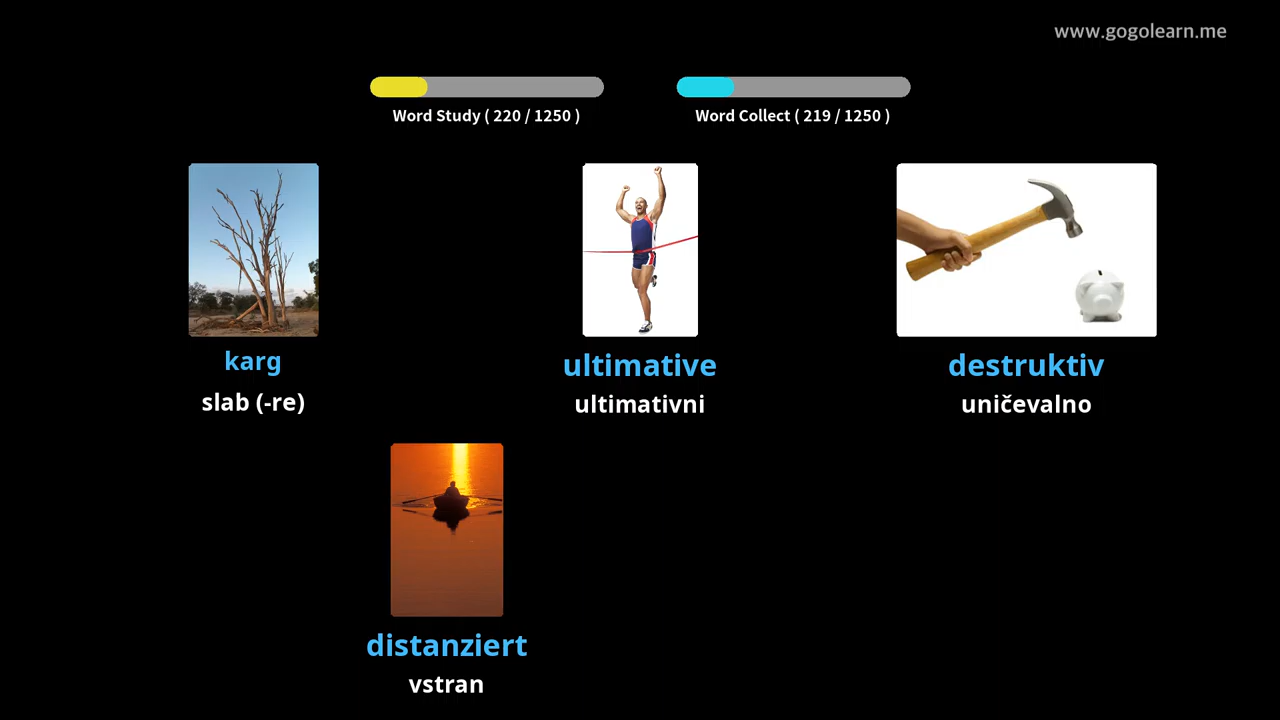 www.gogolearn.me
Word Study ( 220 / 1250 )
Word Collect ( 219 / 1250 )
karg
slab (-re)
ultimative
ultimativni
destruktiv
uničevalno
distanziert
vstran